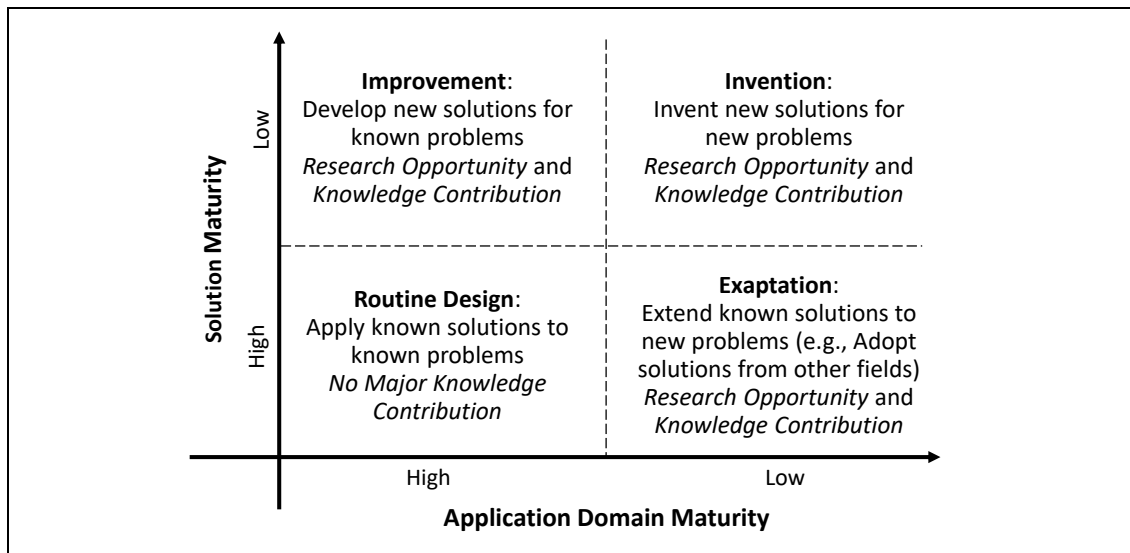 Improvement:
Develop new solutions for
known problems
Research Opportunity and
Knowledge Contribution
Invention:
Invent new solutions for
new problems
Research Opportunity and
Knowledge Contribution
Routine Design:
Apply known solutions to
known problems
No Major Knowledge
Contribution
Exaptation:
Extend known solutions to
new problems (e.g., Adopt
solutions from other fields)
Research Opportunity and
Knowledge Contribution
Solution Maturity
Low
High
High
Low
Application Domain Maturity